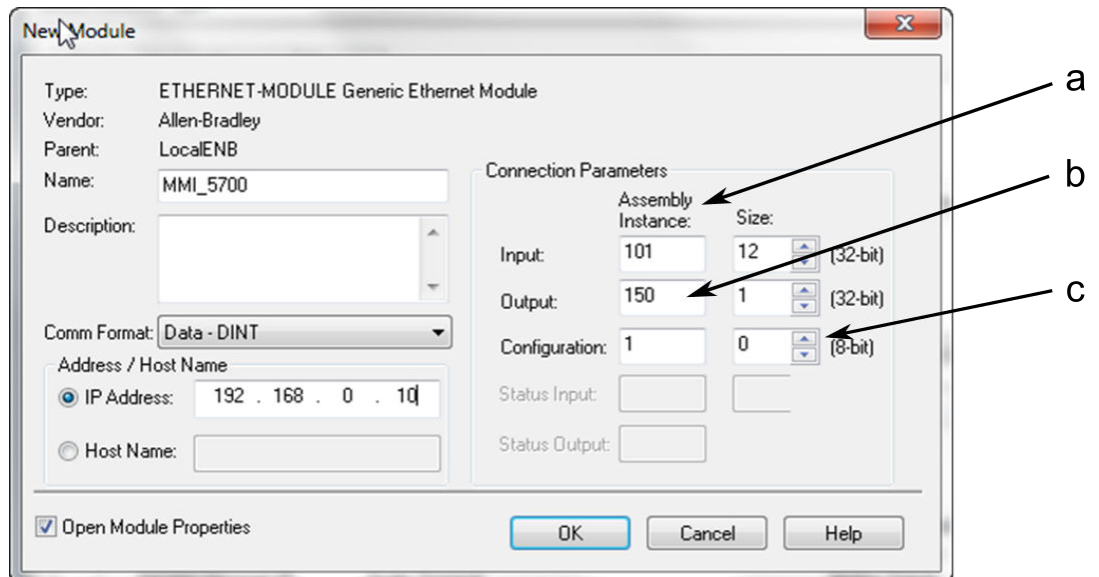 New Module
Type: ETHERNET-MODULE Generic Ethernet Module
Vendor: Allen-Bradley
Parent: LocalENB
Name: MMI_5700
Description:
Comm Format: Data - DINT
Address / Host Name
IP Address: 192 . 168 . 0 . 10
Host Name:
Connection Parameters
Assembly
Instance: Size:
Input: 101 12 (32-bit)
Output: 150 1 (32-bit)
Configuration: 1 0 (8-bit)
Status Input:
Status Output:
Open Module Properties
OK Cancel Help
a
b
c